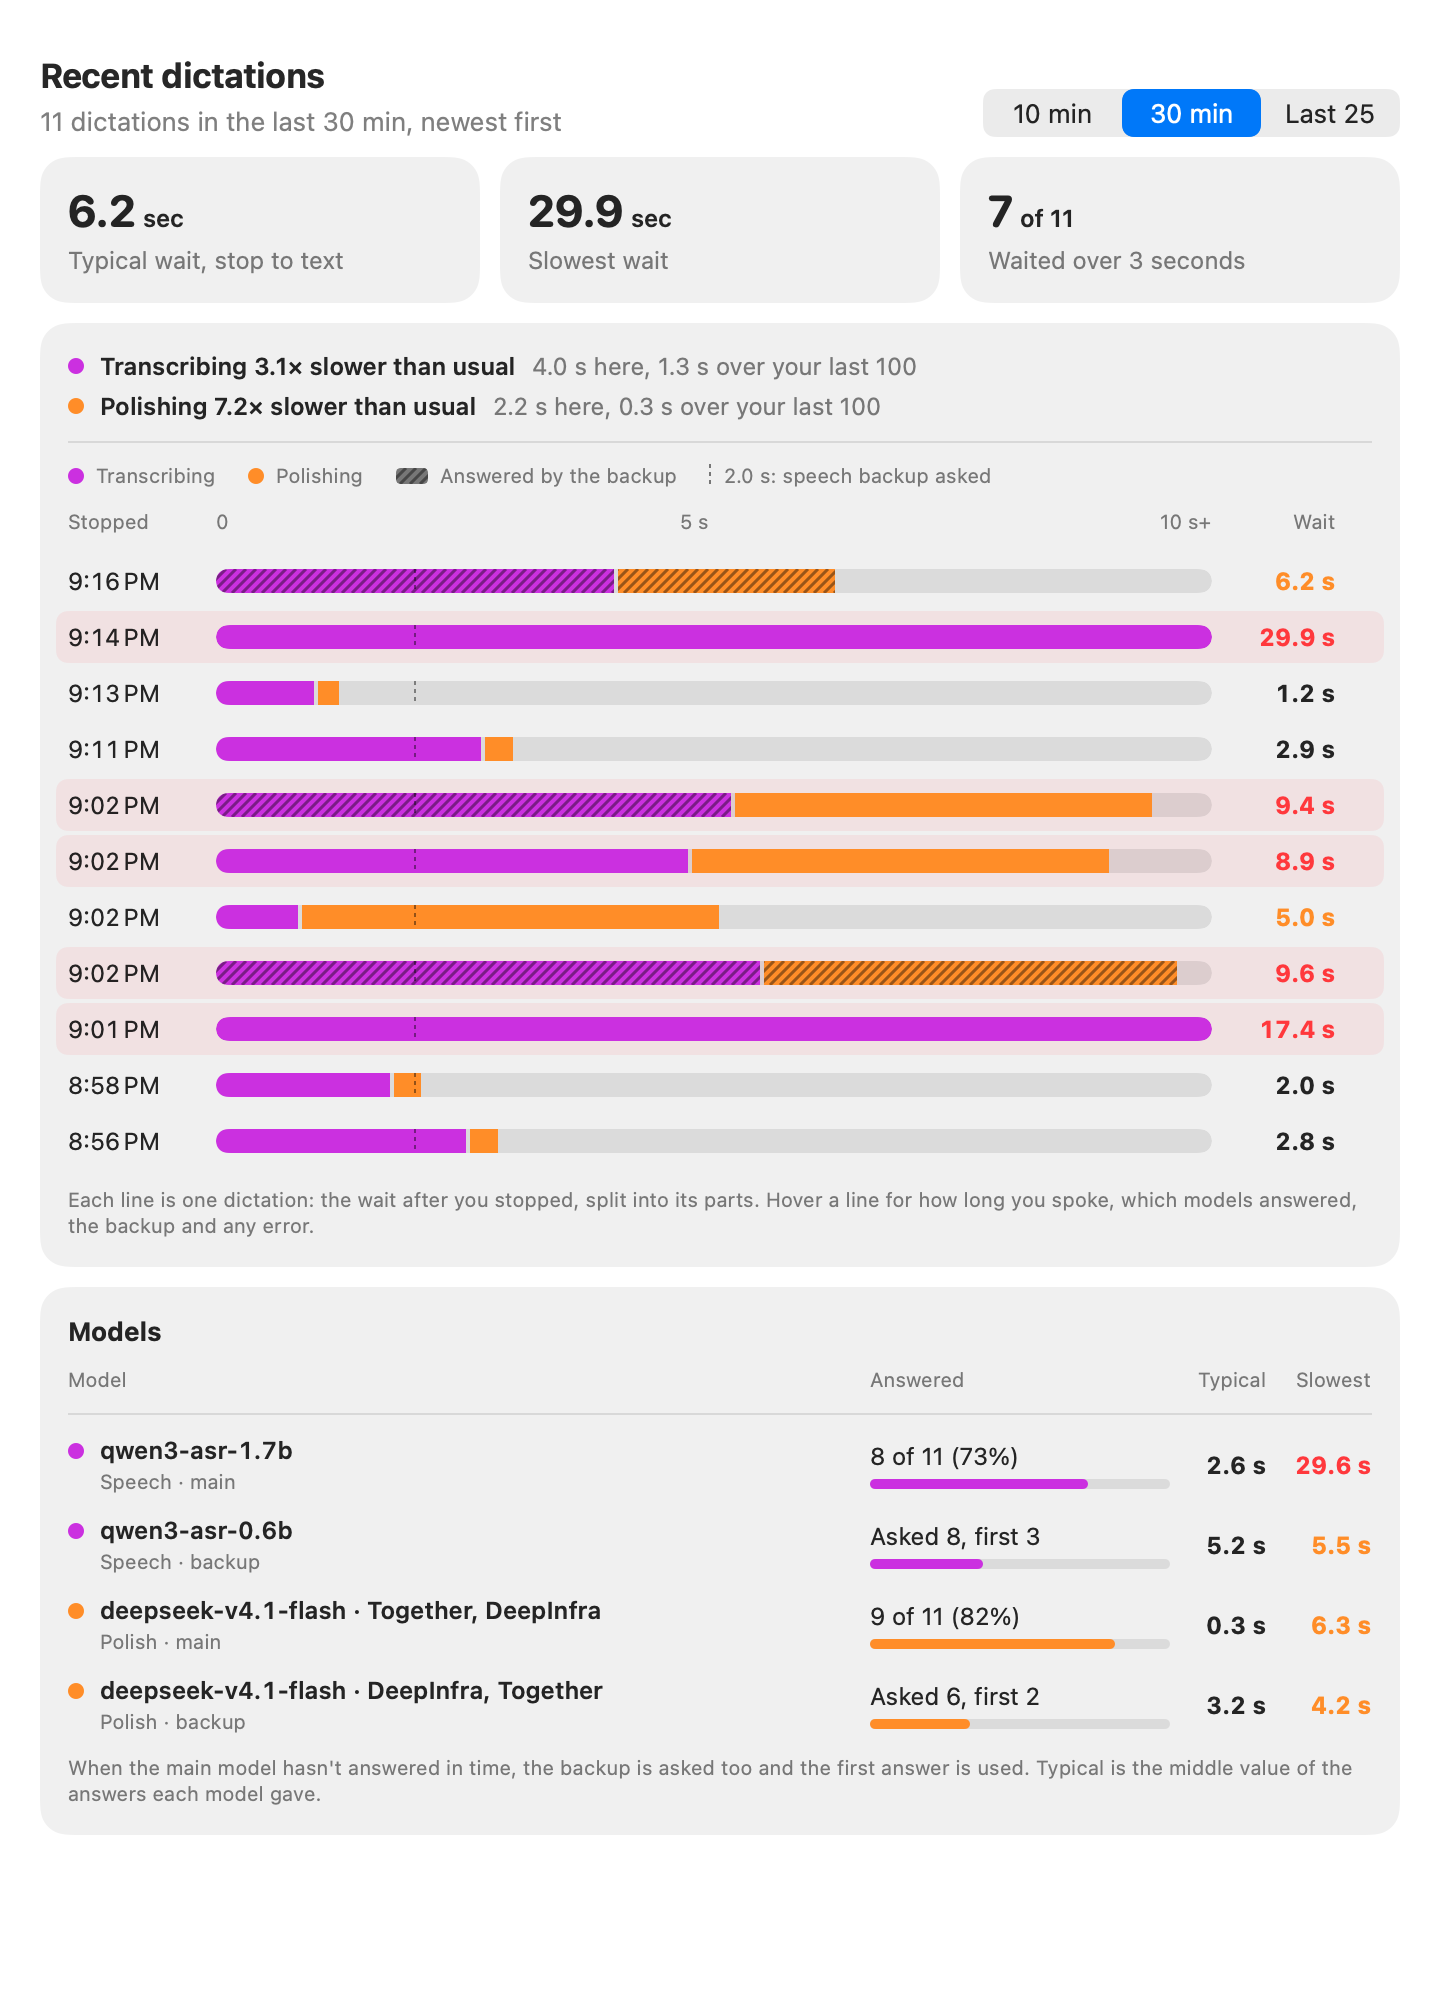 Recent dictations
11 dictations in the last 30 min, newest first
10 min 30 min Last 25
6.2 sec
Typical wait, stop to text
29.9 sec
Slowest wait
7 of 11
Waited over 3 seconds
Transcribing 3.1× slower than usual 4.0 s here, 1.3 s over your last 100
Polishing 7.2× slower than usual 2.2 s here, 0.3 s over your last 100
Transcribing Polishing Answered by the backup 2.0 s: speech backup asked
Stopped 0 5 s 10 s+ Wait
9:16 PM 6.2 s
9:14 PM 29.9 s
9:13 PM 1.2 s
9:11 PM 2.9 s
9:02 PM 9.4 s
9:02 PM 8.9 s
9:02 PM 5.0 s
9:02 PM 9.6 s
9:01 PM 17.4 s
8:58 PM 2.0 s
8:56 PM 2.8 s
Each line is one dictation: the wait after you stopped, split into its parts. Hover a line for how long you spoke, which models answered,
the backup and any error.
Models
Model Answered Typical Slowest
qwen3-asr-1.7b 8 of 11 (73%) 2.6 s 29.6 s
Speech · main
qwen3-asr-0.6b Asked 8, first 3 5.2 s 5.5 s
Speech · backup
deepseek-v4.1-flash · Together, DeepInfra 9 of 11 (82%) 0.3 s 6.3 s
Polish · main
deepseek-v4.1-flash · DeepInfra, Together Asked 6, first 2 3.2 s 4.2 s
Polish · backup
When the main model hasn't answered in time, the backup is asked too and the first answer is used. Typical is the middle value of the
answers each model gave.